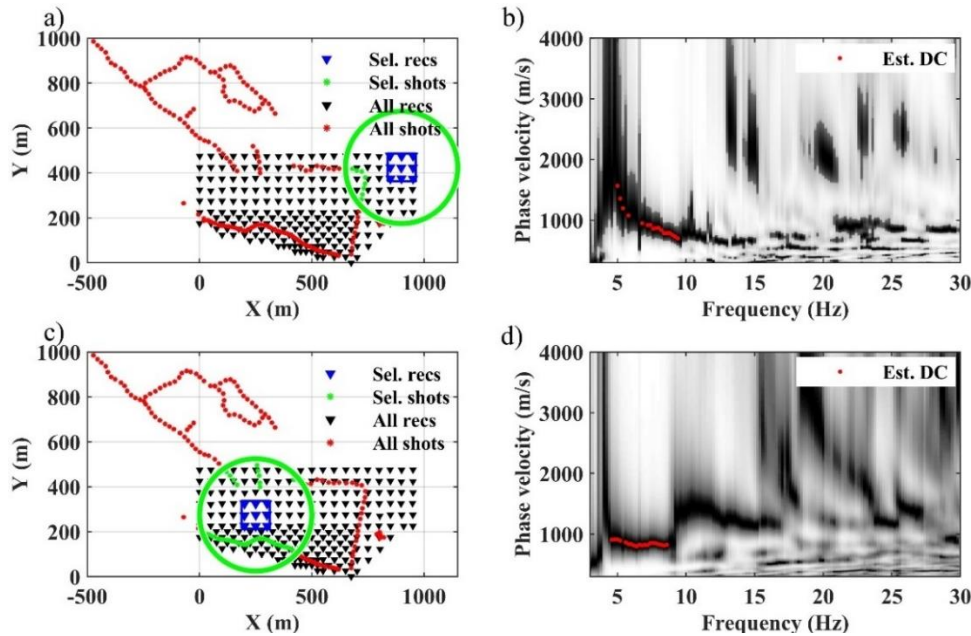 a)
1000
800
600
400
200
0
Y (m)
-500
0
500
1000
X (m)
Sel. recs
Sel. shots
All recs
All shots
b)
4000
3000
2000
1000
Phase velocity (m/s)
5
10
15
20
25
30
Frequency (Hz)
Est. DC
c)
1000
800
600
400
200
0
Y (m)
-500
0
500
1000
X (m)
Sel. recs
Sel. shots
All recs
All shots
d)
4000
3000
2000
1000
Phase velocity (m/s)
5
10
15
20
25
30
Frequency (Hz)
Est. DC